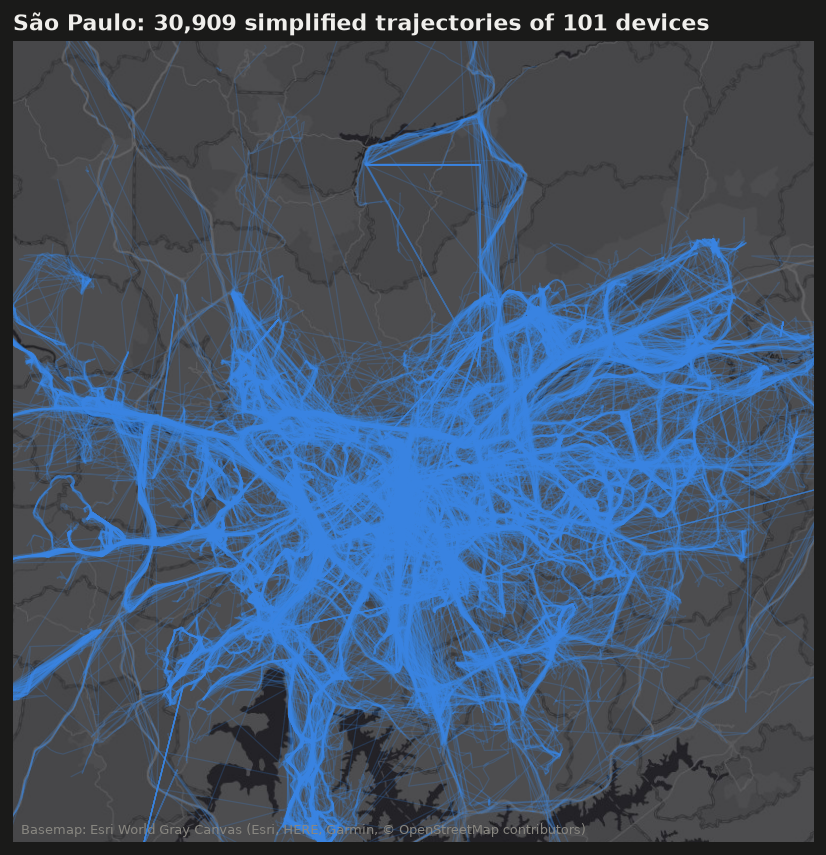 São Paulo: 30,909 simplified trajectories of 101 devices
Basemap: Esri World Gray Canvas (Esri, HERE, Garmin, © OpenStreetMap contributors)